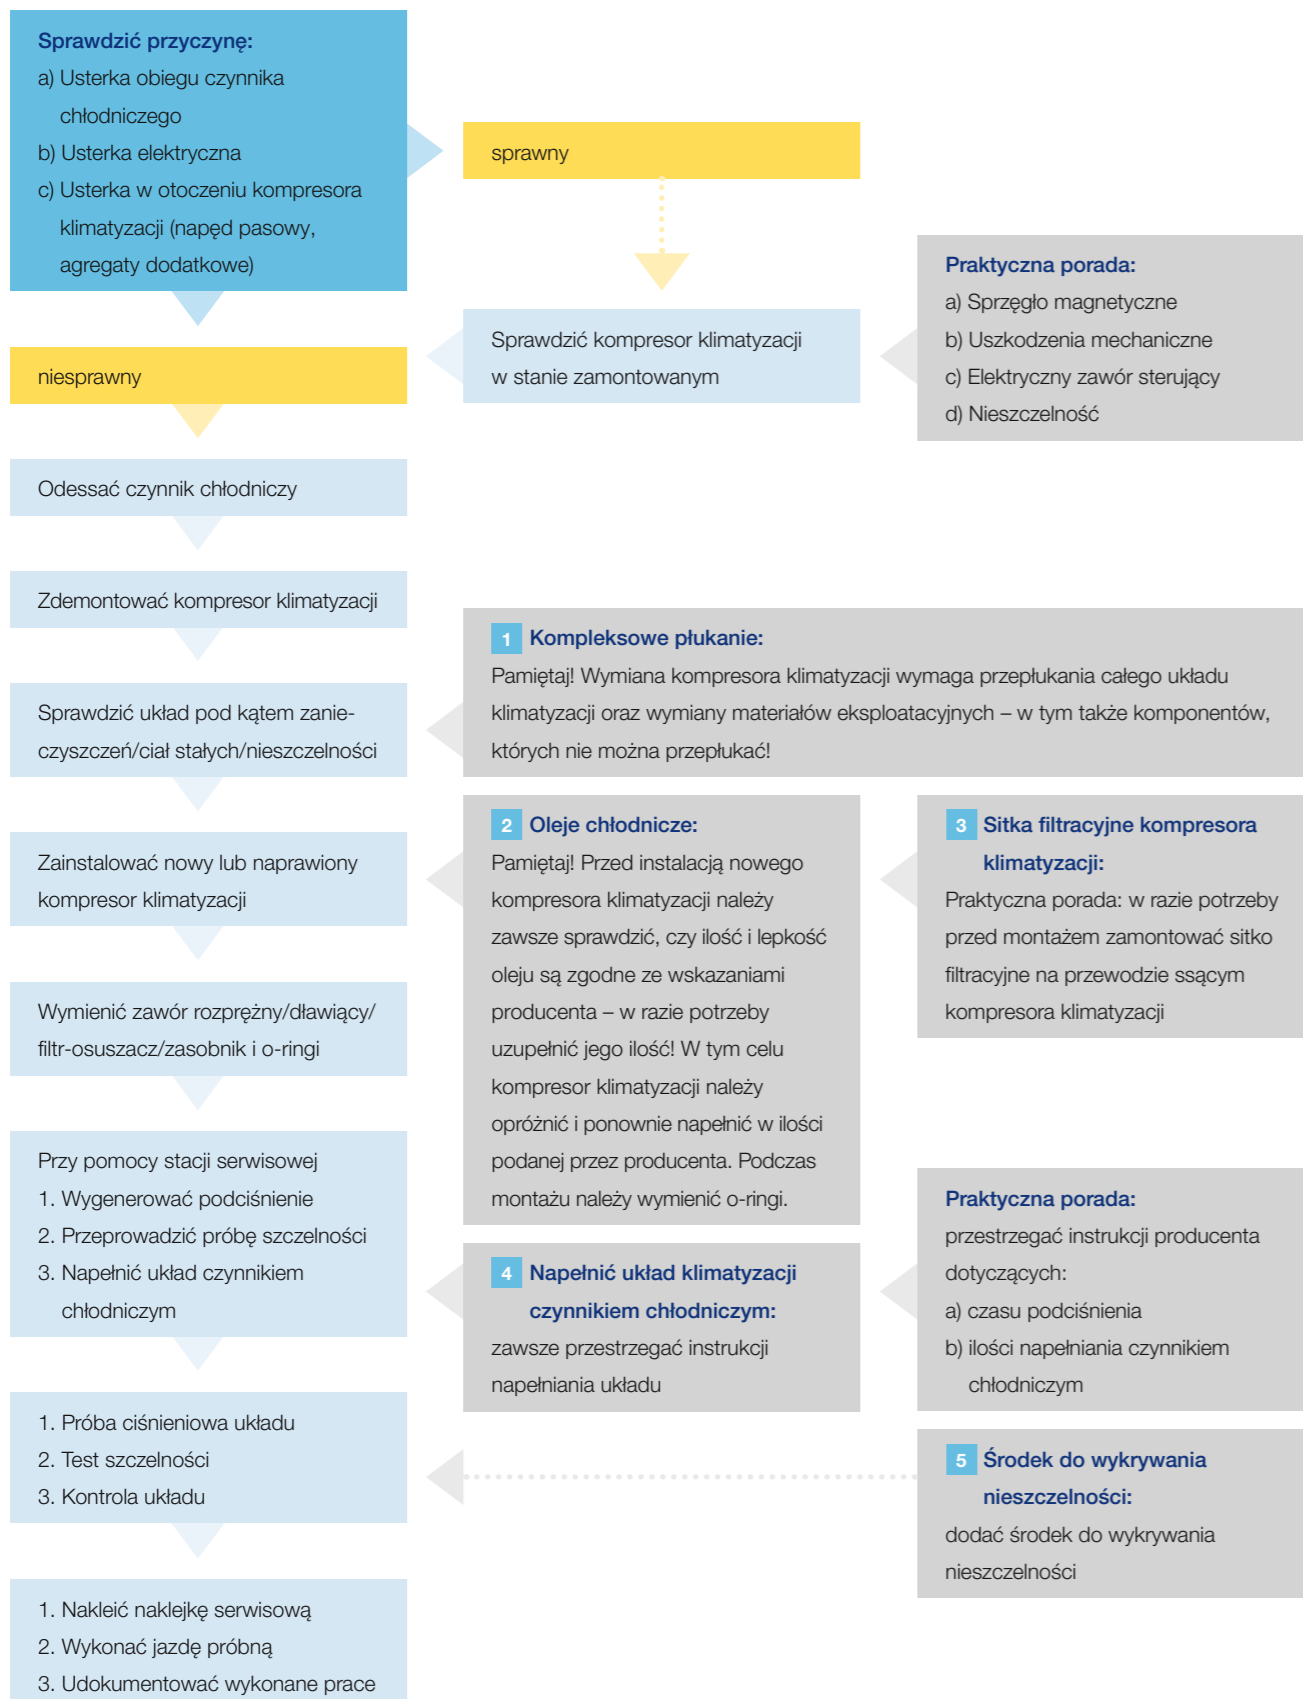 Sprawdzić przyczynę:
a) Usterka obiegu czynnika
chłodniczego
b) Usterka elektryczna
c) Usterka w otoczeniu kompresora
klimatyzacji (napęd pasowy,
agregaty dodatkowe)
sprawny
niesprawny
Sprawdzić kompresor klimatyzacji
w stanie zamontowanym
Praktyczna porada:
a) Sprzęgło magnetyczne
b) Uszkodzenia mechaniczne
c) Elektryczny zawór sterujący
d) Nieszczelność
Odessać czynnik chłodniczy
Zdemontować kompresor klimatyzacji
Sprawdzić układ pod kątem zanie-
czyszczeń/ciał stałych/nieszczelności
1 Kompleksowe płukanie:
Pamiętaj! Wymiana kompresora klimatyzacji wymaga przepłukania całego układu
klimatyzacji oraz wymiany materiałów eksploatacyjnych – w tym także komponentów,
których nie można przepłukać!
Zainstalować nowy lub naprawiony
kompresor klimatyzacji
2 Oleje chłodnicze:
Pamiętaj! Przed instalacją nowego
kompresora klimatyzacji należy
zawsze sprawdzić, czy ilość i lepkość
oleju są zgodne ze wskazaniami
producenta – w razie potrzeby
uzupełnić jego ilość! W tym celu
kompresor klimatyzacji należy
opróżnić i ponownie napełnić w ilości
podanej przez producenta. Podczas
montażu należy wymienić o-ringi.
3 Sitka filtracyjne kompresora
klimatyzacji:
Praktyczna porada: w razie potrzeby
przed montażem zamontować sitko
filtracyjne na przewodzie ssącym
kompresora klimatyzacji
Wymienić zawór rozprężny/dławiący/
filtr-osuszacz/zasobnik i o-ringi
Przy pomocy stacji serwisowej
1. Wygenerować podciśnienie
2. Przeprowadzić próbę szczelności
3. Napełnić układ czynnikiem
chłodniczym
4 Napełnić układ klimatyzacji
czynnikiem chłodniczym:
zawsze przestrzegać instrukcji
napełniania układu
Praktyczna porada:
przestrzegać instrukcji producenta
dotyczących:
a) czasu podciśnienia
b) ilości napełniania czynnikiem
chłodniczym
1. Próba ciśnieniowa układu
2. Test szczelności
3. Kontrola układu
5 Środek do wykrywania
nieszczelności:
dodać środek do wykrywania
nieszczelności
1. Nakleić naklejkę serwisową
2. Wykonać jazdę próbną
3. Udokumentować wykonane prace